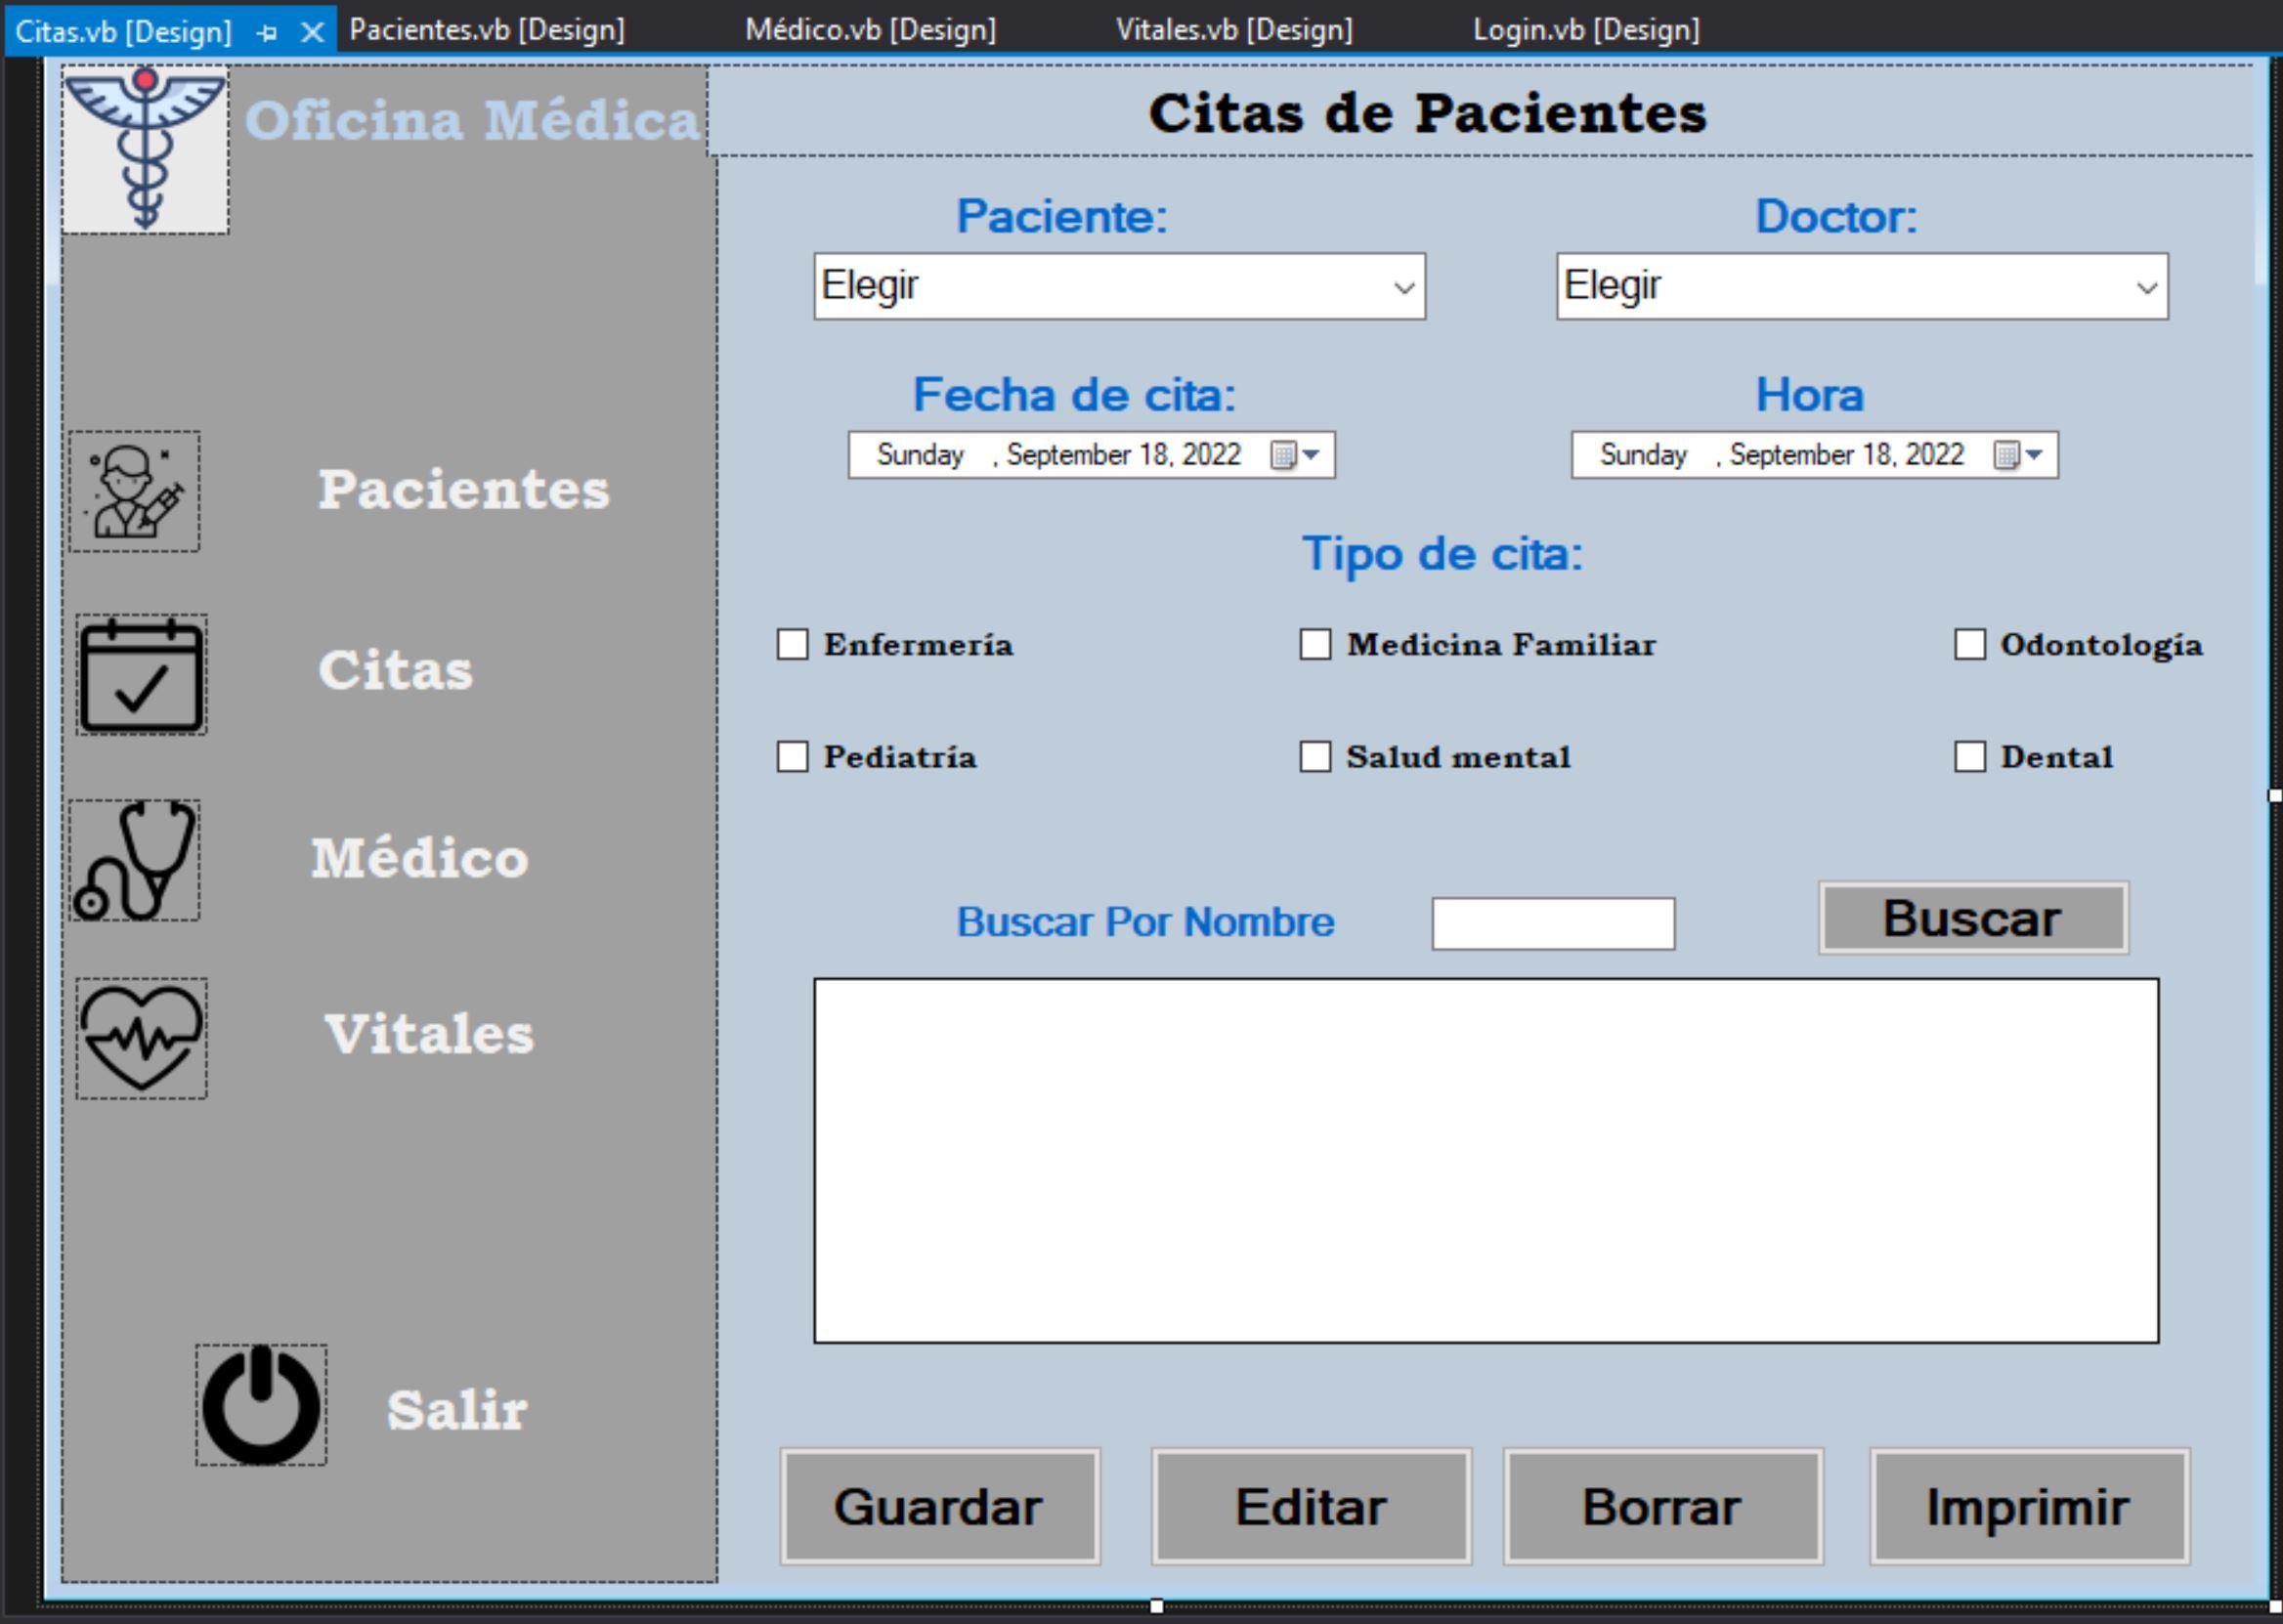 Citas.vb [Design] Pacientes.vb [Design] Médico.vb [Design] Vitales.vb [Design] Login.vb [Design]
Oficina Médica
Citas de Pacientes
Paciente: Doctor:
Elegir Elegir
Fecha de cita: Hora
Sunday , September 18, 2022 Sunday , September 18, 2022
Pacientes
Tipo de cita:
Enfermería Medicina Familiar Odontología
Citas
Pediatría Salud mental Dental
Médico
Buscar Por Nombre Buscar
Vitales
Salir
Guardar Editar Borrar Imprimir